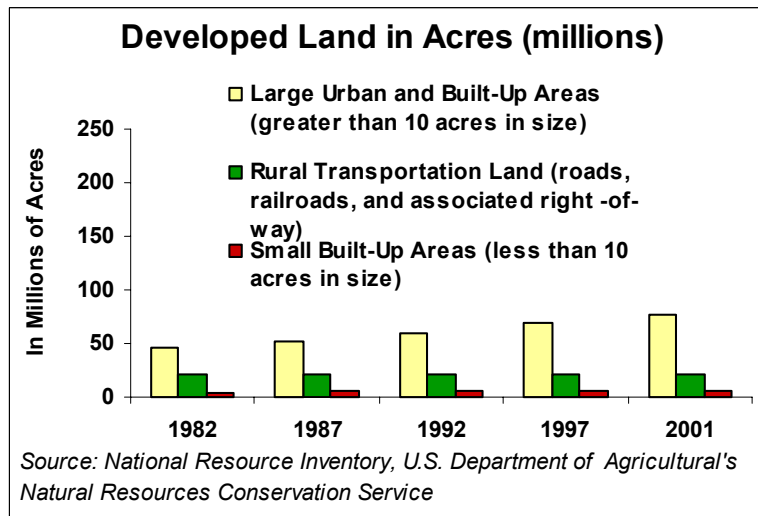 Developed Land in Acres (millions)
Large Urban and Built-Up Areas
(greater than 10 acres in size)
Rural Transportation Land (roads,
railroads, and associated right -of-
way)
Small Built-Up Areas (less than 10
acres in size)
In Millions of Acres
250
200
150
100
50
0
1982 1987 1992 1997 2001
Source: National Resource Inventory, U.S. Department of Agricultural's
Natural Resources Conservation Service